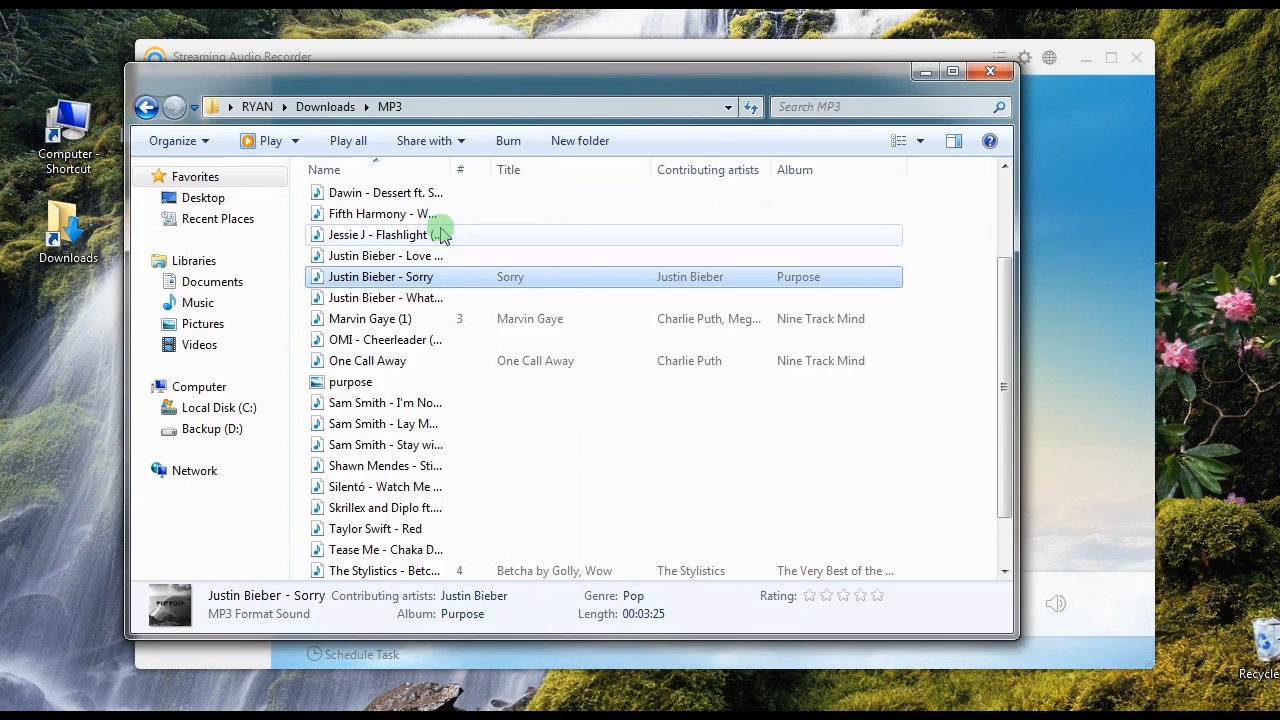 Streaming Audio Recorder
RYAN Downloads MP3
Search MP3
Organize Play Play all Share with Burn New folder
Name # Title Contributing artists Album
Favorites
Desktop
Recent Places
Libraries
Documents
Music
Pictures
Videos
Computer
Local Disk (C:)
Backup (D:)
Network
Dawin - Dessert ft. S...
Fifth Harmony - W...
Jessie J - Flashlight (...
Justin Bieber - Love ...
Justin Bieber - Sorry Sorry Justin Bieber Purpose
Justin Bieber - What...
Marvin Gaye (1) 3 Marvin Gaye Charlie Puth, Meg... Nine Track Mind
OMI - Cheerleader (...
One Call Away One Call Away Charlie Puth Nine Track Mind
purpose
Sam Smith - I'm No...
Sam Smith - Lay M...
Sam Smith - Stay wi...
Shawn Mendes - Sti...
Silentó - Watch Me ...
Skrillex and Diplo ft....
Taylor Swift - Red
Tease Me - Chaka D...
The Stylistics - Betc... 4 Betcha by Golly, Wow The Stylistics The Very Best of the ...
Justin Bieber - Sorry Contributing artists: Justin Bieber Genre: Pop Rating:
MP3 Format Sound Album: Purpose Length: 00:03:25
Schedule Task
Computer -
Shortcut
Downloads
Recycle